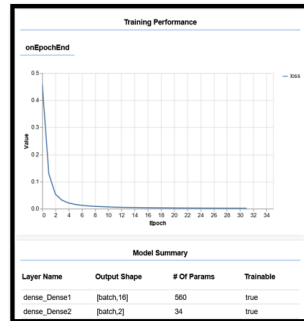 Training Performance
onEpochEnd
0.5
0.4
0.3
0.2
0.1
0.0
Value
loss
0 2 4 6 8 10 12 14 16 18 20 22 24 26 28 30 32 34
Epoch
Model Summary
Layer Name Output Shape # Of Params Trainable
dense_Dense1 [batch,16] 560 true
dense_Dense2 [batch,2] 34 true